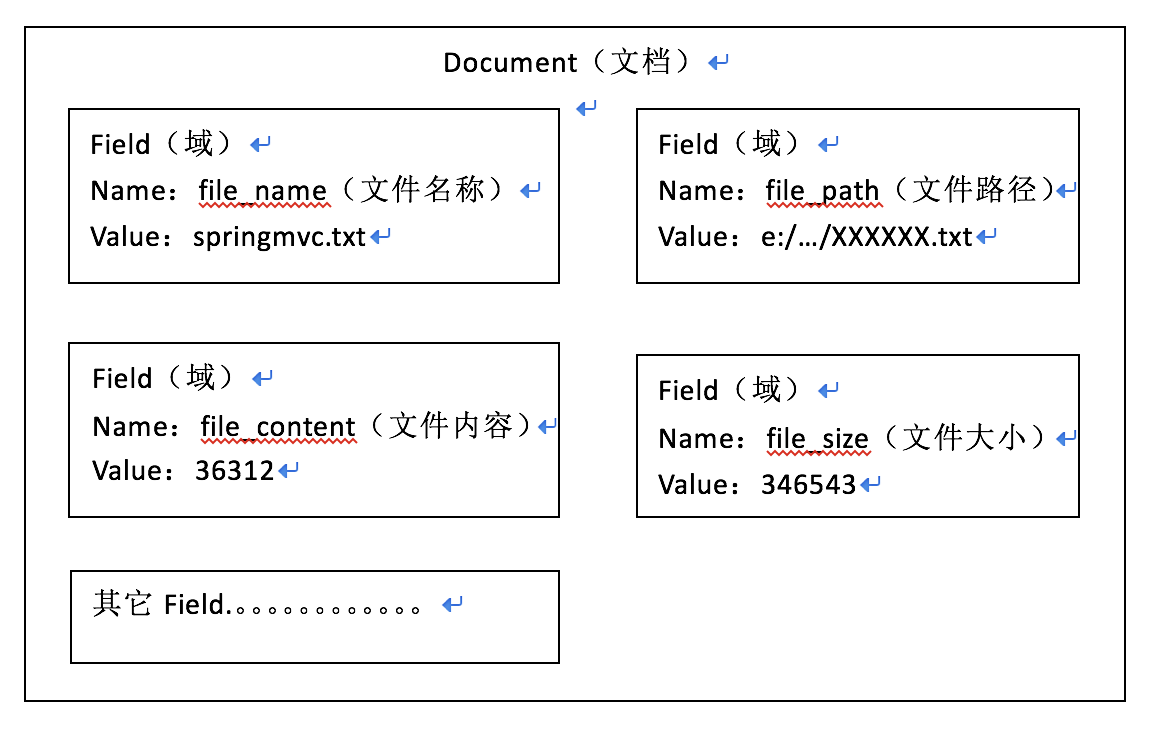 Document（文档）
Field（域）
Name：file_name（文件名称）
Value：springmvc.txt
Field（域）
Name：file_path（文件路径）
Value：e:/…/XXXXXX.txt
Field（域）
Name：file_content（文件内容）
Value：36312
Field（域）
Name：file_size（文件大小）
Value：346543
其它 Field.。。。。。。。。。。。。